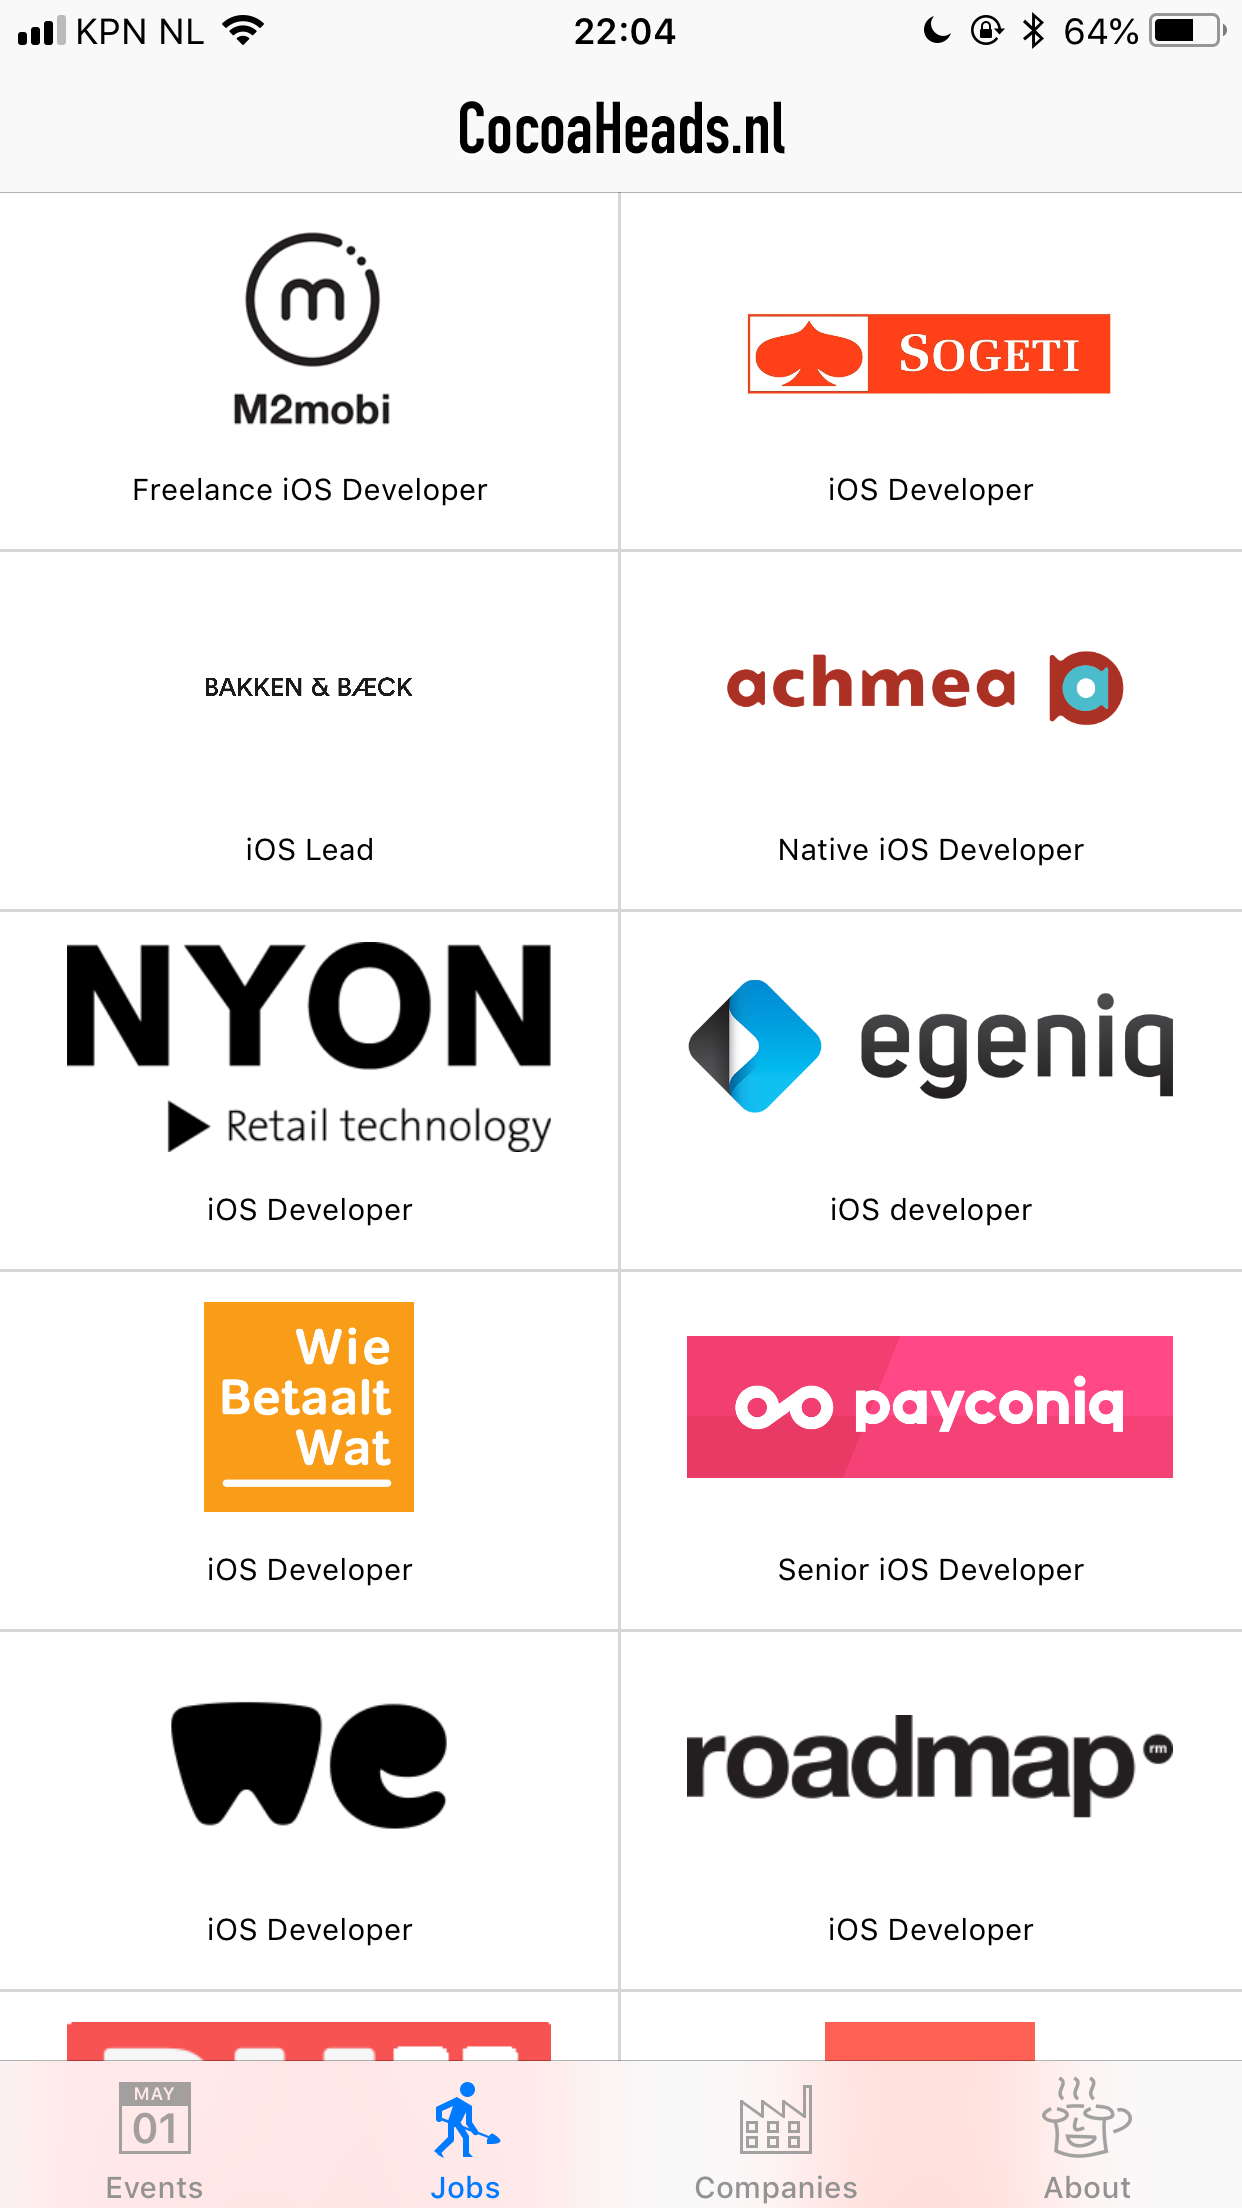 KPN NL 22:04 64%
CocoaHeads.nl
m
M2mobi
Freelance iOS Developer
SOGETI
iOS Developer
BAKKEN & BÆCK
iOS Lead
achmea a
Native iOS Developer
NYON
Retail technology
iOS Developer
egeniq
iOS developer
Wie
Betaalt
Wat
iOS Developer
payconiq
Senior iOS Developer
we
iOS Developer
roadmap rm
iOS Developer
MAY
01
Events
Jobs
Companies
About